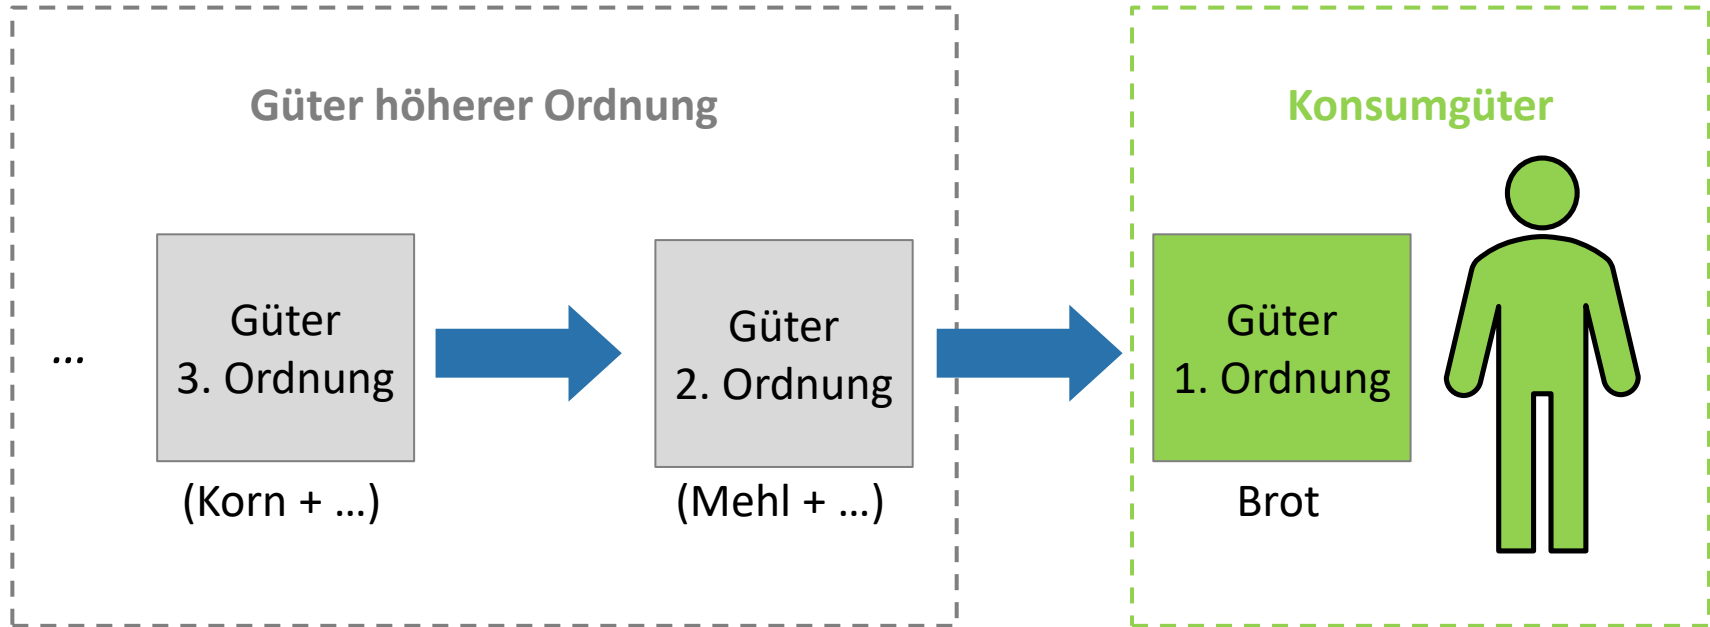 Güter höherer Ordnung
Konsumgüter
...
Güter
3. Ordnung
(Korn + ...)
Güter
2. Ordnung
(Mehl + ...)
Güter
1. Ordnung
Brot